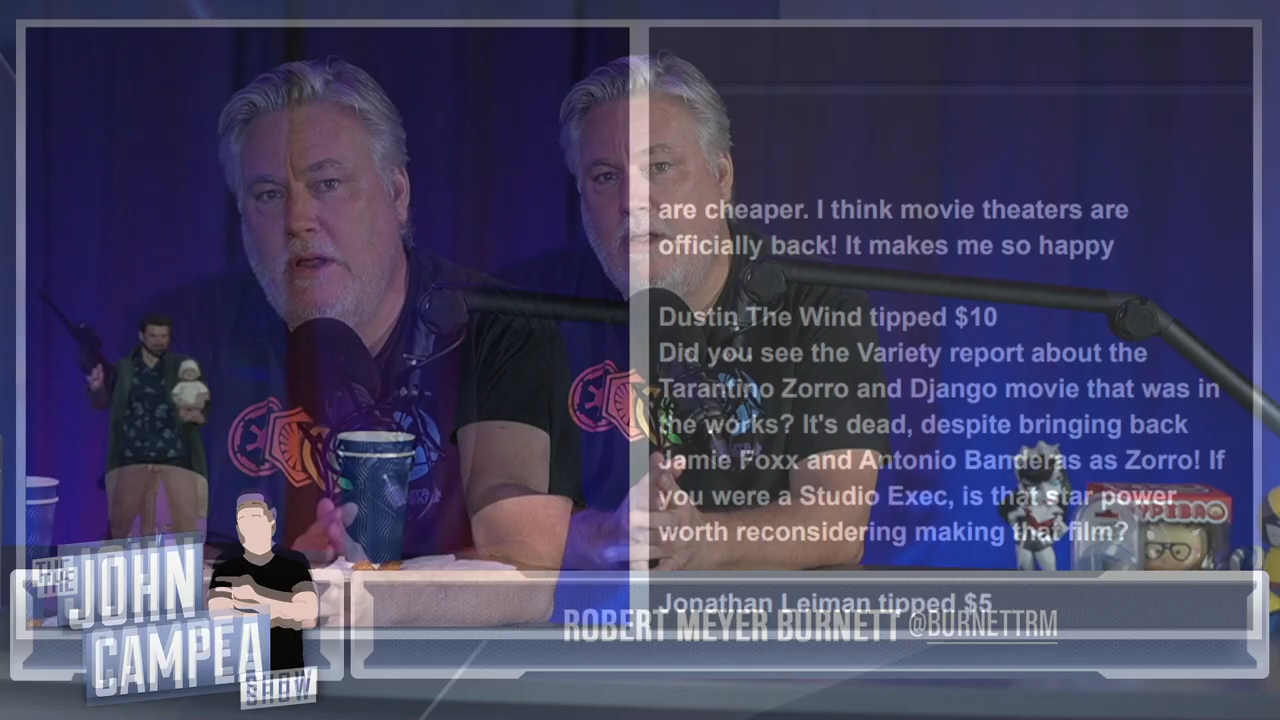 are cheaper. I think movie theaters are
officially back! It makes me so happy
Dustin The Wind tipped $10
Did you see the Variety report about the
Tarantino Zorro and Django movie that was in
the works? It's dead, despite bringing back
Jamie Foxx and Antonio Banderas as Zorro! If
you were a Studio Exec, is that star power
worth reconsidering making that film?
Jonathan Leiman tipped $5
ROBERT MEYER BURNETT @BURNETTRM
THE
JOHN
CAMPEA
SHOW